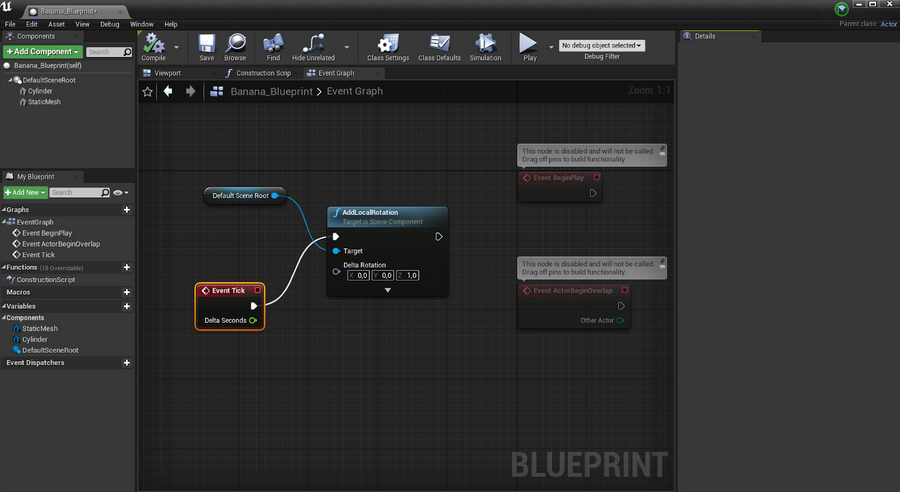 Banana_Blueprint*
File Edit Asset View Debug Window Help
Parent class: Actor
Components
+ Add Component
Search
Banana_Blueprint(self)
DefaultSceneRoot
Cylinder
StaticMesh
Compile
Save
Browse
Find
Hide Unrelated
Class Settings
Class Defaults
Simulation
Play
No debug object selected
Debug Filter
Viewport
Construction Scrip
Event Graph
Banana_Blueprint > Event Graph
Zoom 1:1
Details
My Blueprint
+ Add New
Search
Graphs
EventGraph
Event BeginPlay
Event ActorBeginOverlap
Event Tick
Functions (18 Overridable)
ConstructionScript
Macros
Variables
Components
StaticMesh
Cylinder
DefaultSceneRoot
Event Dispatchers
Default Scene Root
AddLocalRotation
Target is Scene Component
Target
Delta Rotation
X 0,0 Y 0,0 Z 1,0
Event Tick
Delta Seconds
This node is disabled and will not be called.
Drag off pins to build functionality.
Event BeginPlay
This node is disabled and will not be called.
Drag off pins to build functionality.
Event ActorBeginOverlap
Other Actor
BLUEPRINT